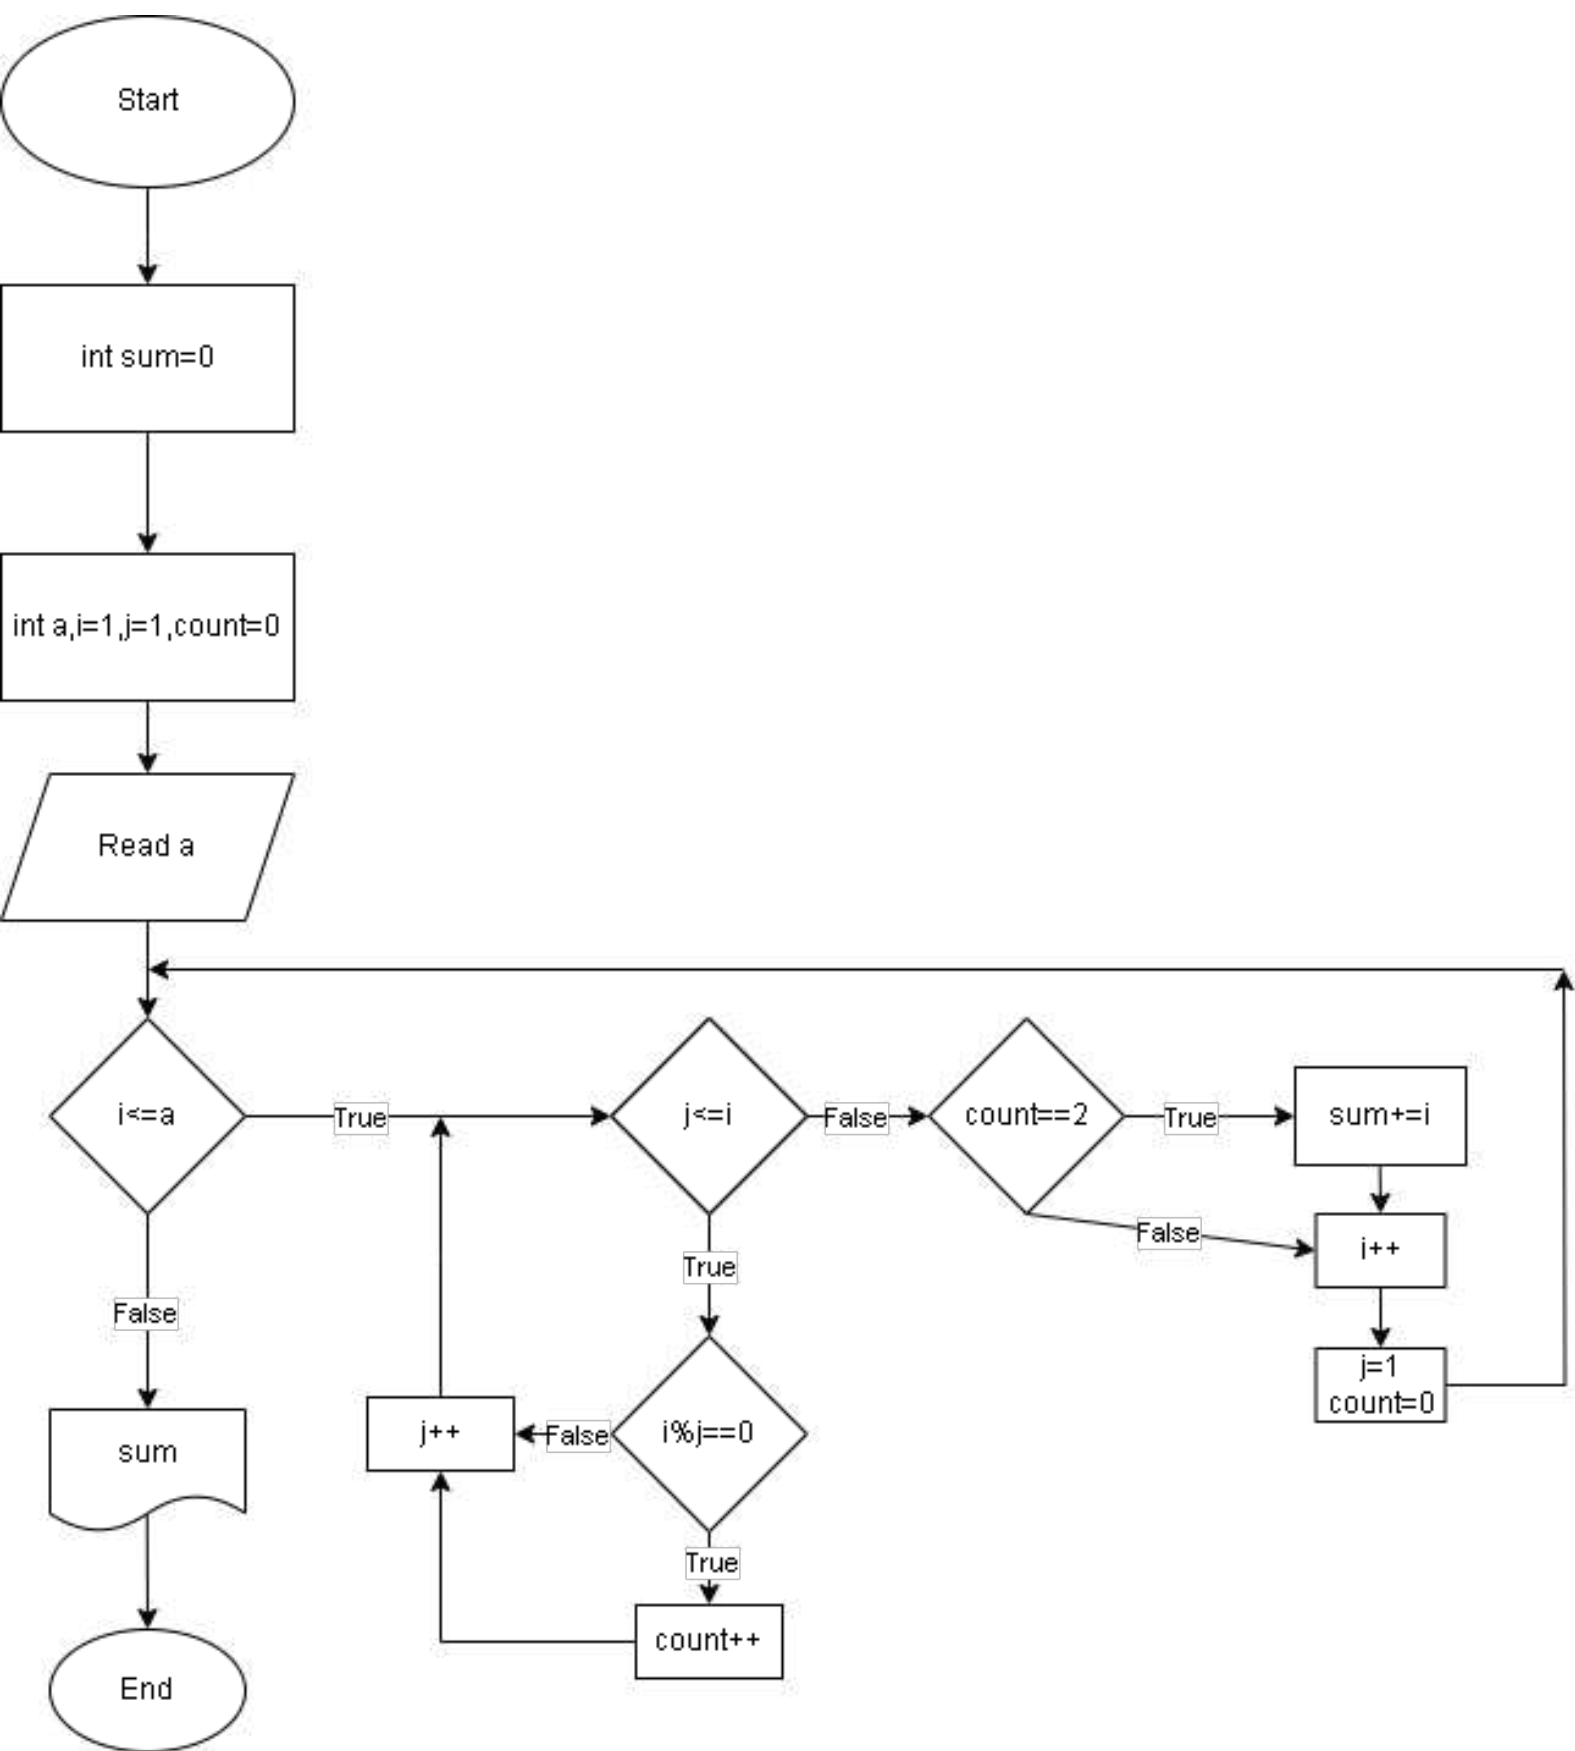 Start
int sum=0
int a,i=1,j=1,count=0
Read a
i<=a
True
j<=i
False
count==2
True
sum+=i
False
i++
True
False
j=1
count=0
sum
j++
False
i%j==0
True
count++
End